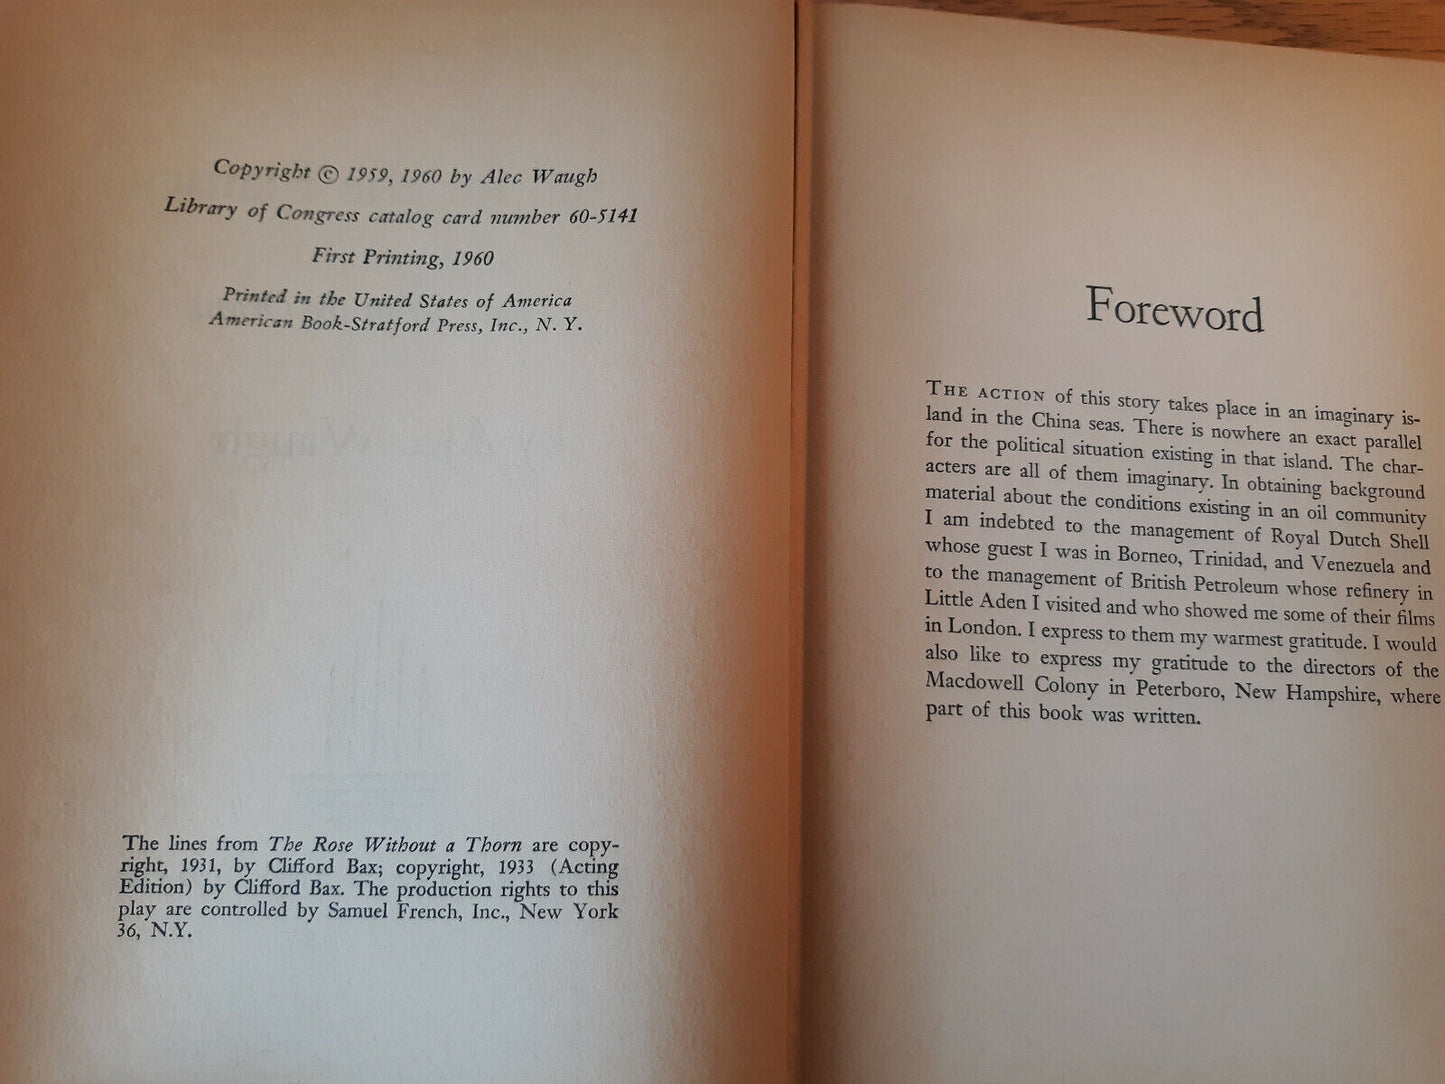 Copyright © 1959, 1960 by Alec Waugh
Library of Congress catalog card number 60-5141
First Printing, 1960
Printed in the United States of America
American Book-Stratford Press, Inc., N. Y.
The lines from The Rose Without a Thorn are copy-
right, 1931, by Clifford Bax; copyright, 1933 (Acting
Edition) by Clifford Bax. The production rights to this
play are controlled by Samuel French, Inc., New York
36, N.Y.
Foreword
THE ACTION of this story takes place in an imaginary is-
land in the China seas. There is nowhere an exact parallel
for the political situation existing in that island. The char-
acters are all of them imaginary. In obtaining background
material about the conditions existing in an oil community
I am indebted to the management of Royal Dutch Shell
whose guest I was in Borneo, Trinidad, and Venezuela and
to the management of British Petroleum whose refinery in
Little Aden I visited and who showed me some of their films
in London. I express to them my warmest gratitude. I would
also like to express my gratitude to the directors of the
Macdowell Colony in Peterboro, New Hampshire, where
part of this book was written.